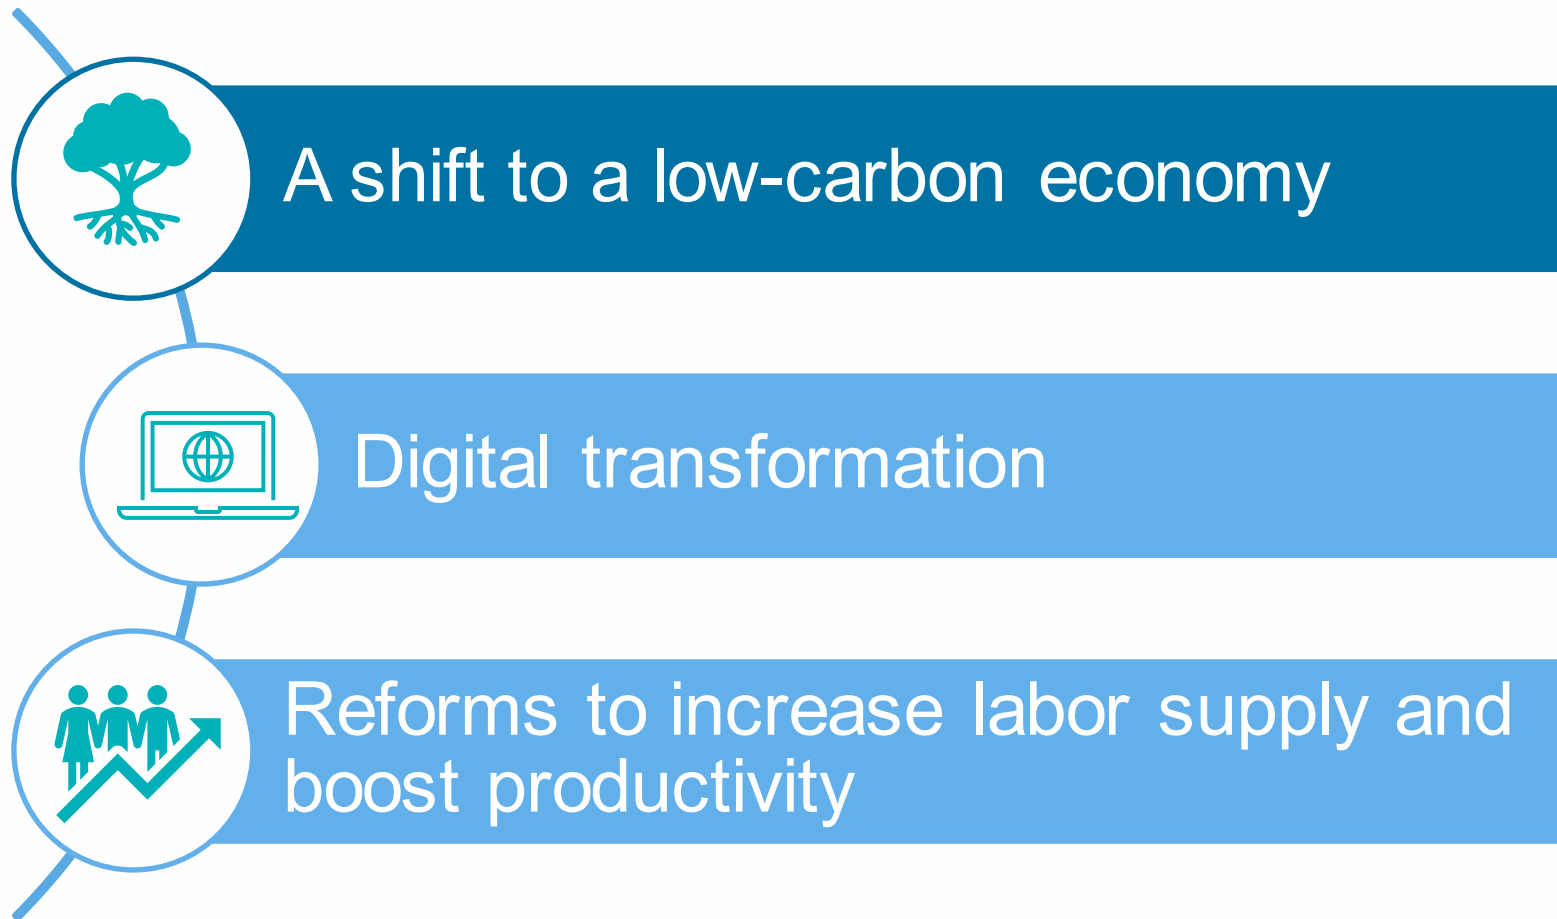 A shift to a low-carbon economy
Digital transformation
Reforms to increase labor supply and
boost productivity